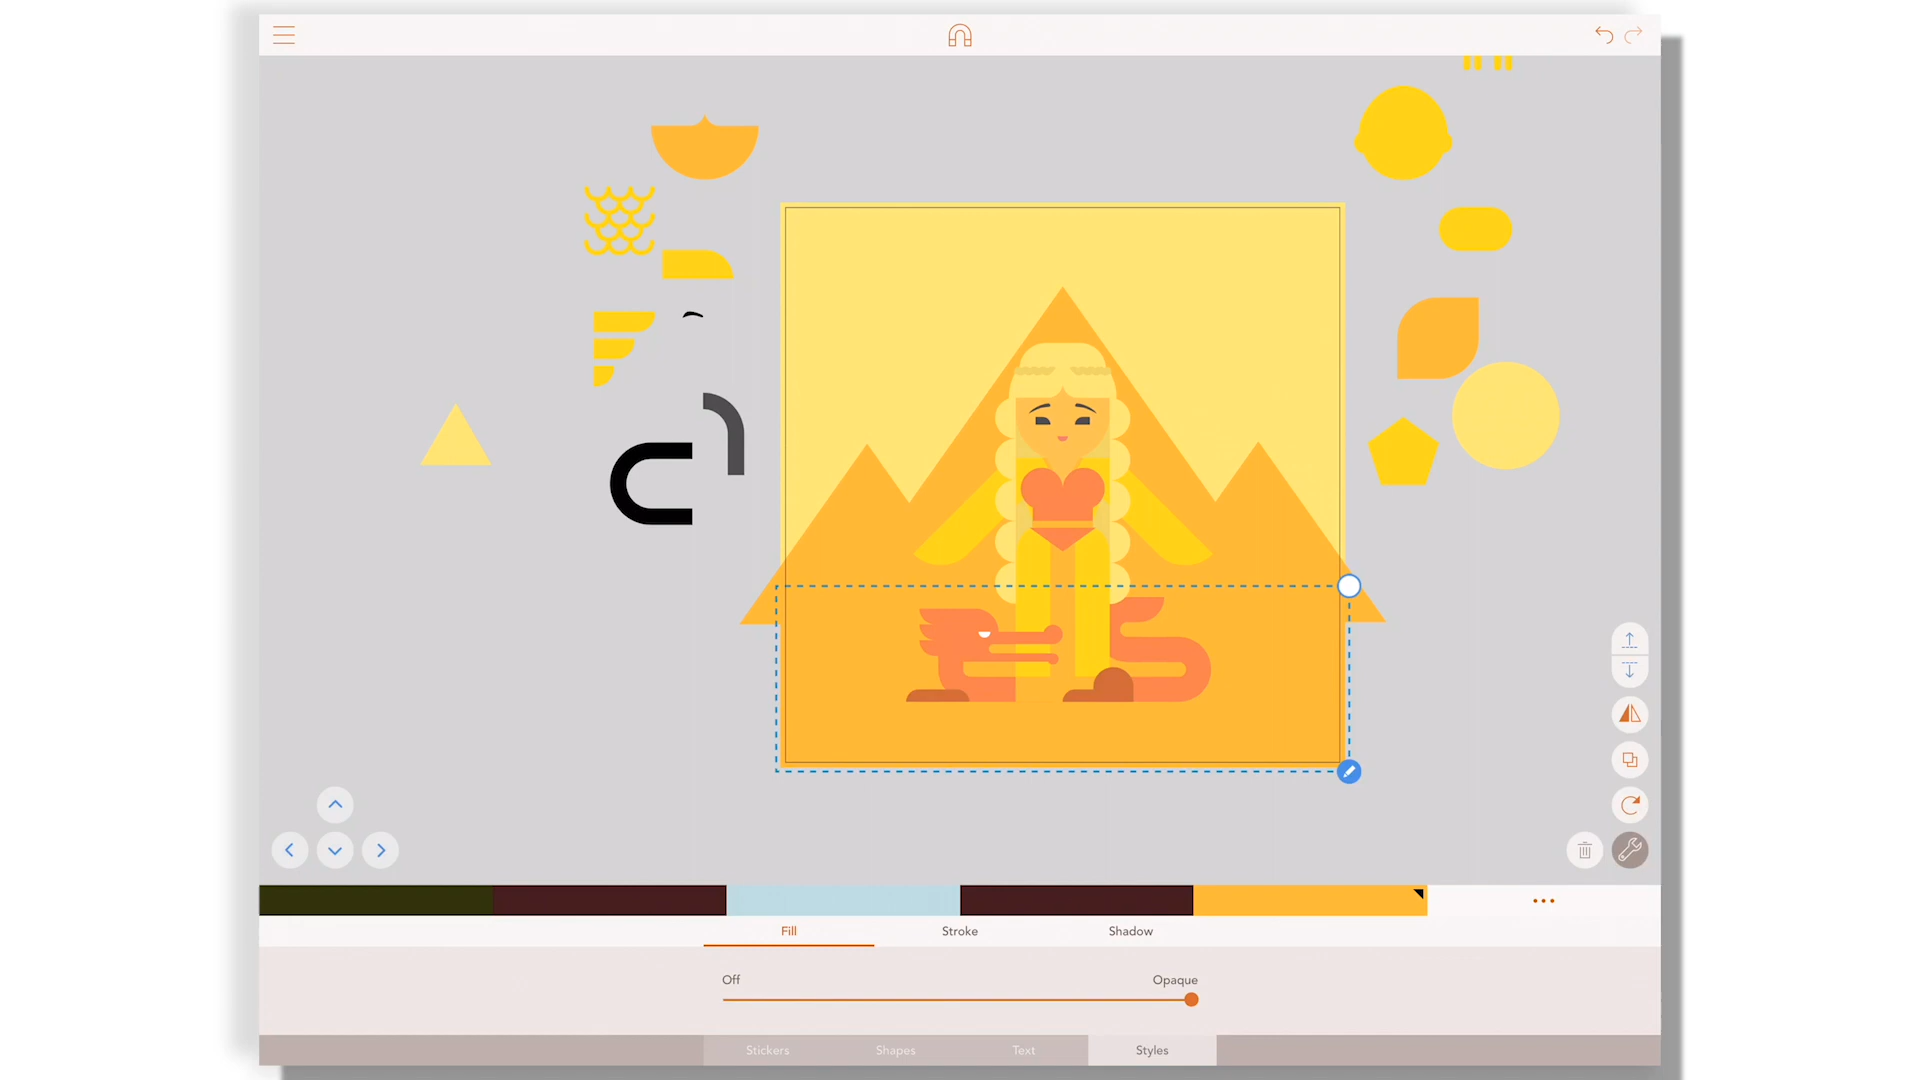 Fill
Stroke
Shadow
Off
Opaque
Stickers
Shapes
Text
Styles